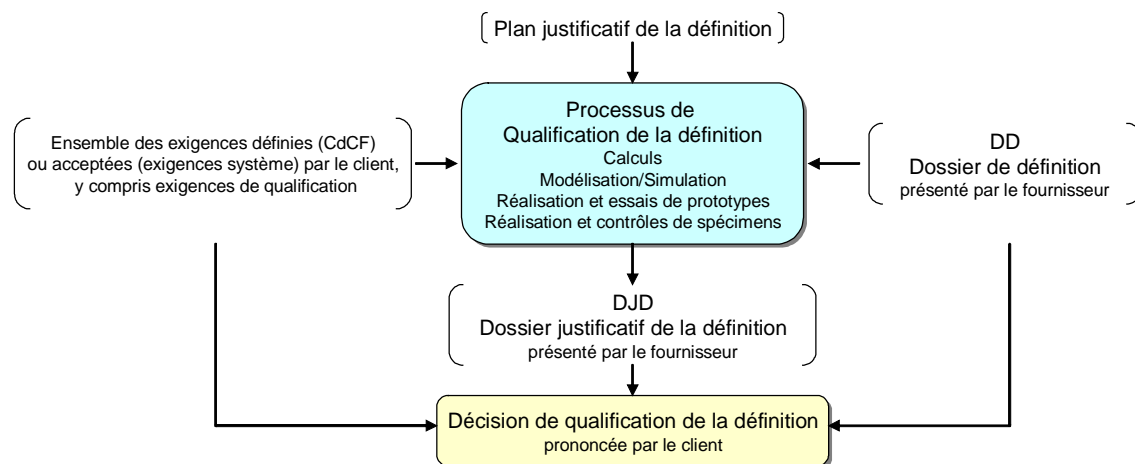 Plan justificatif de la définition
Processus de
Qualification de la définition
Calculs
Modélisation/Simulation
Réalisation et essais de prototypes
Réalisation et contrôles de spécimens
Ensemble des exigences définies (CdCF)
ou acceptées (exigences système) par le client,
y compris exigences de qualification
DD
Dossier de définition
présenté par le fournisseur
DJD
Dossier justificatif de la définition
présenté par le fournisseur
Décision de qualification de la définition
prononcée par le client